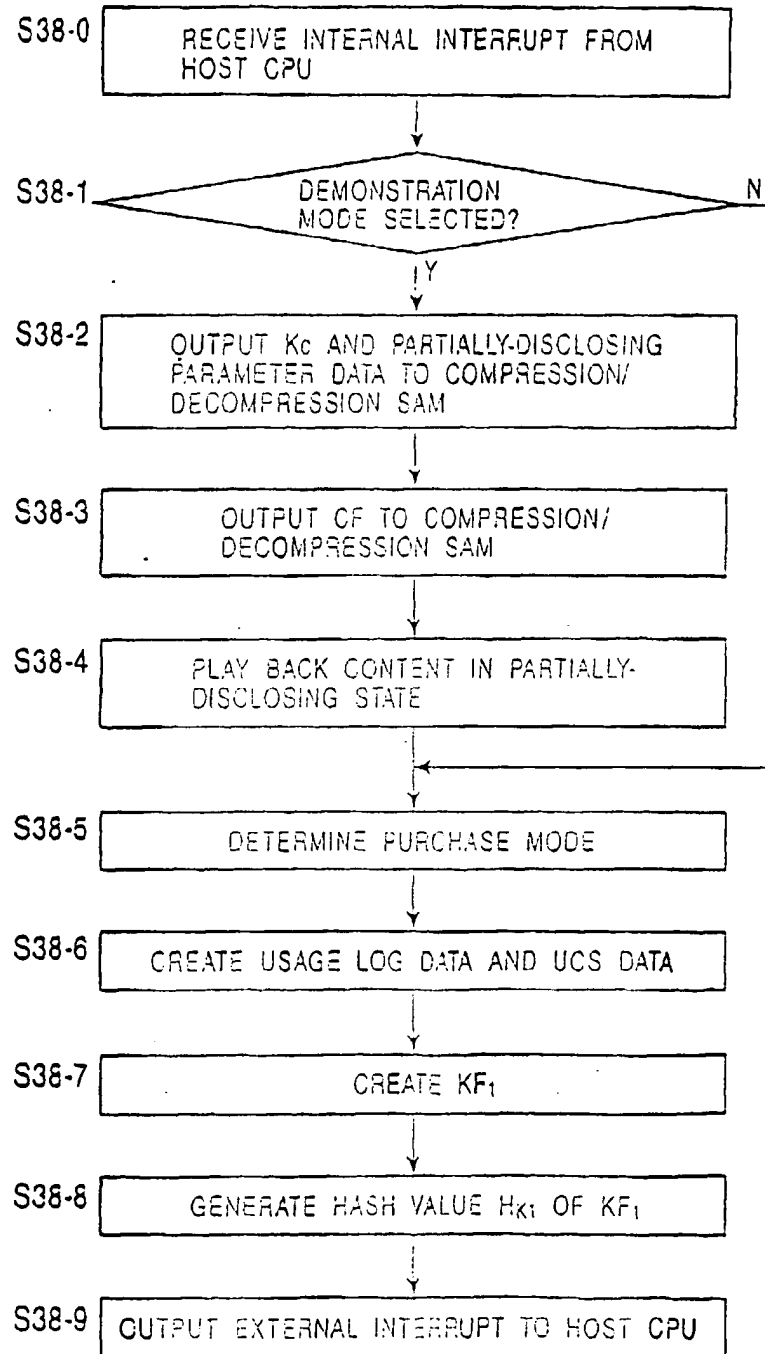 S38-0
RECEIVE INTERNAL INTERRUPT FROM
HOST CPU
S38-1
DEMONSTRATION
MODE SELECTED?
N
Y
S38-2
OUTPUT Kc AND PARTIALLY-DISCLOSING
PARAMETER DATA TO COMPRESSION/
DECOMPRESSION SAM
S38-3
OUTPUT CF TO COMPRESSION/
DECOMPRESSION SAM
S38-4
PLAY BACK CONTENT IN PARTIALLY-
DISCLOSING STATE
S38-5
DETERMINE PURCHASE MODE
S38-6
CREATE USAGE LOG DATA AND UCS DATA
S38-7
CREATE KF₁
S38-8
GENERATE HASH VALUE HK₁ OF KF₁
S38-9
OUTPUT EXTERNAL INTERRUPT TO HOST CPU